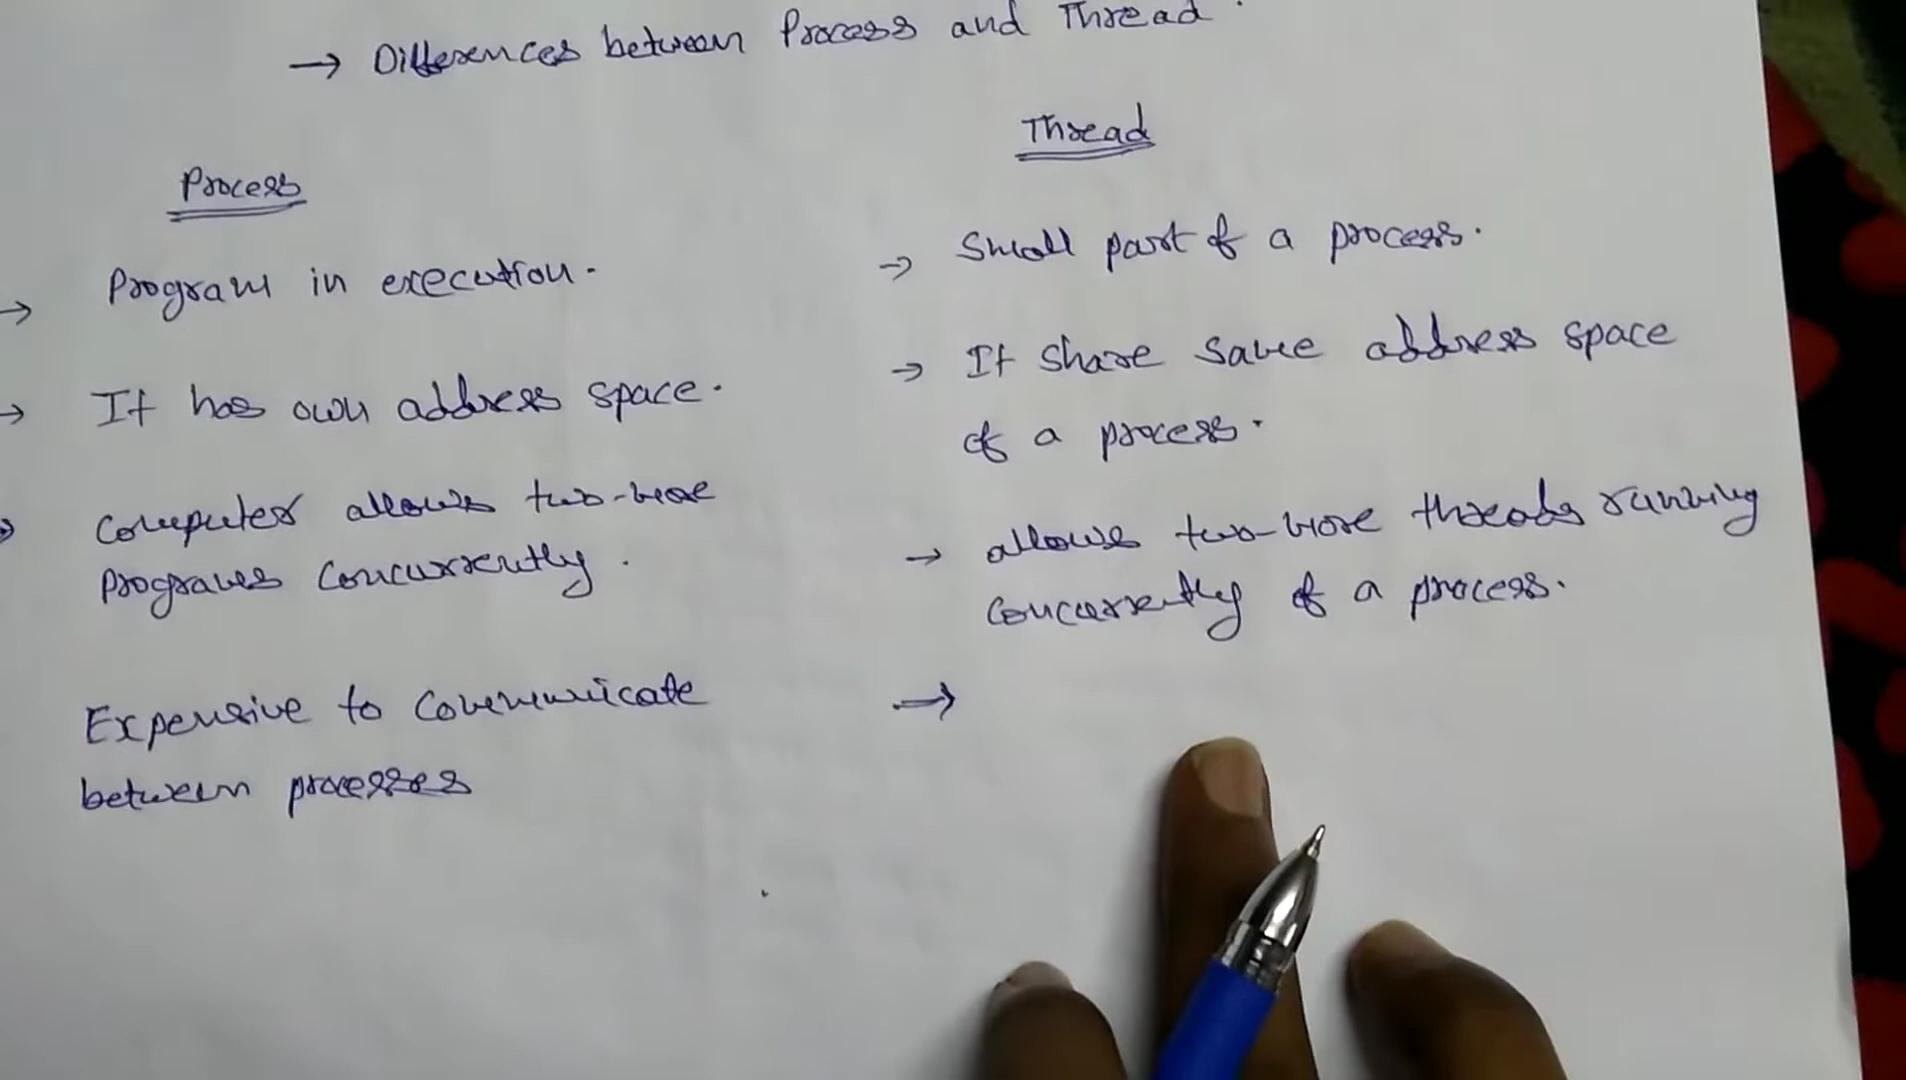 → Differences between Process and Thread.
Process
→ Program in execution.
→ It has own address space.
→ Computer allows two-more
programs concurrently.
Expensive to communicate
between processes
Thread
→ Small part of a process.
→ It share same address space
of a process.
→ allows two-more threads running
concurrently of a process.
→